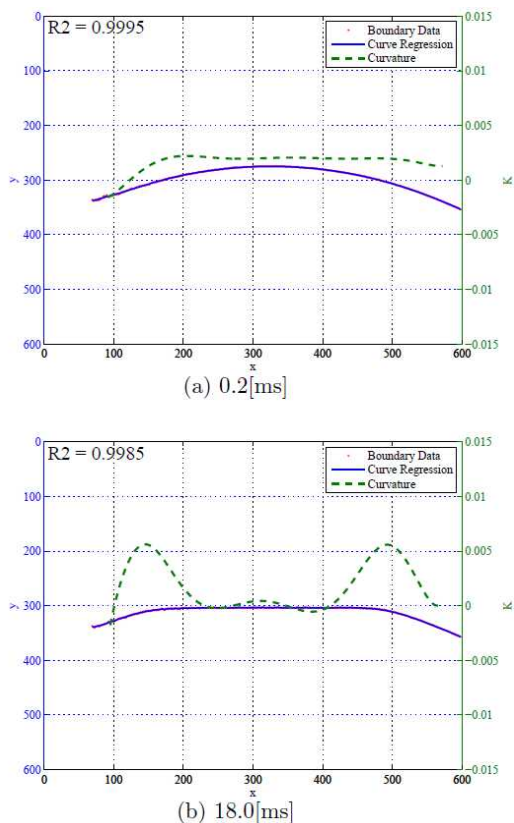 R2 = 0.9995
Boundary Data
Curve Regression
Curvature
0
100
200
300
400
500
600
y
0.015
0.01
0.005
0
−0.005
−0.01
−0.015
K
0 100 200 300 400 500 600
x
(a) 0.2[ms]
R2 = 0.9985
Boundary Data
Curve Regression
Curvature
0
100
200
300
400
500
600
y
0.015
0.01
0.005
0
−0.005
−0.01
−0.015
K
0 100 200 300 400 500 600
x
(b) 18.0[ms]